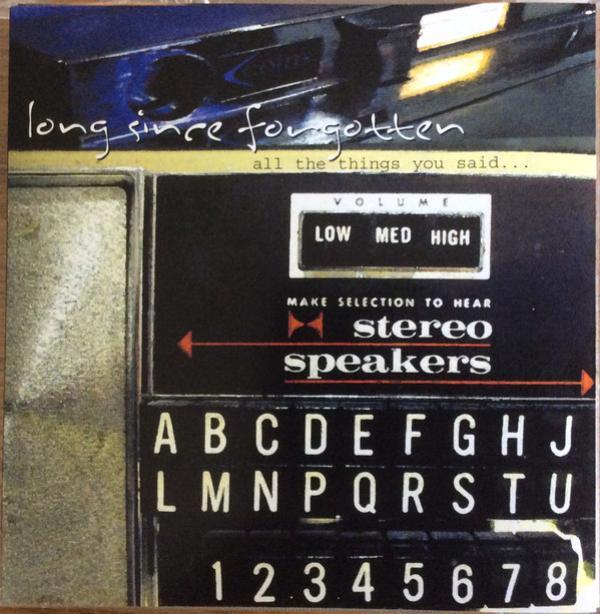 long since forgotten
all the things you said...
VOLUME
LOW MED HIGH
MAKE SELECTION TO HEAR
stereo
speakers
A B C D E F G H J
L M N P Q R S T U
1 2 3 4 5 6 7 8